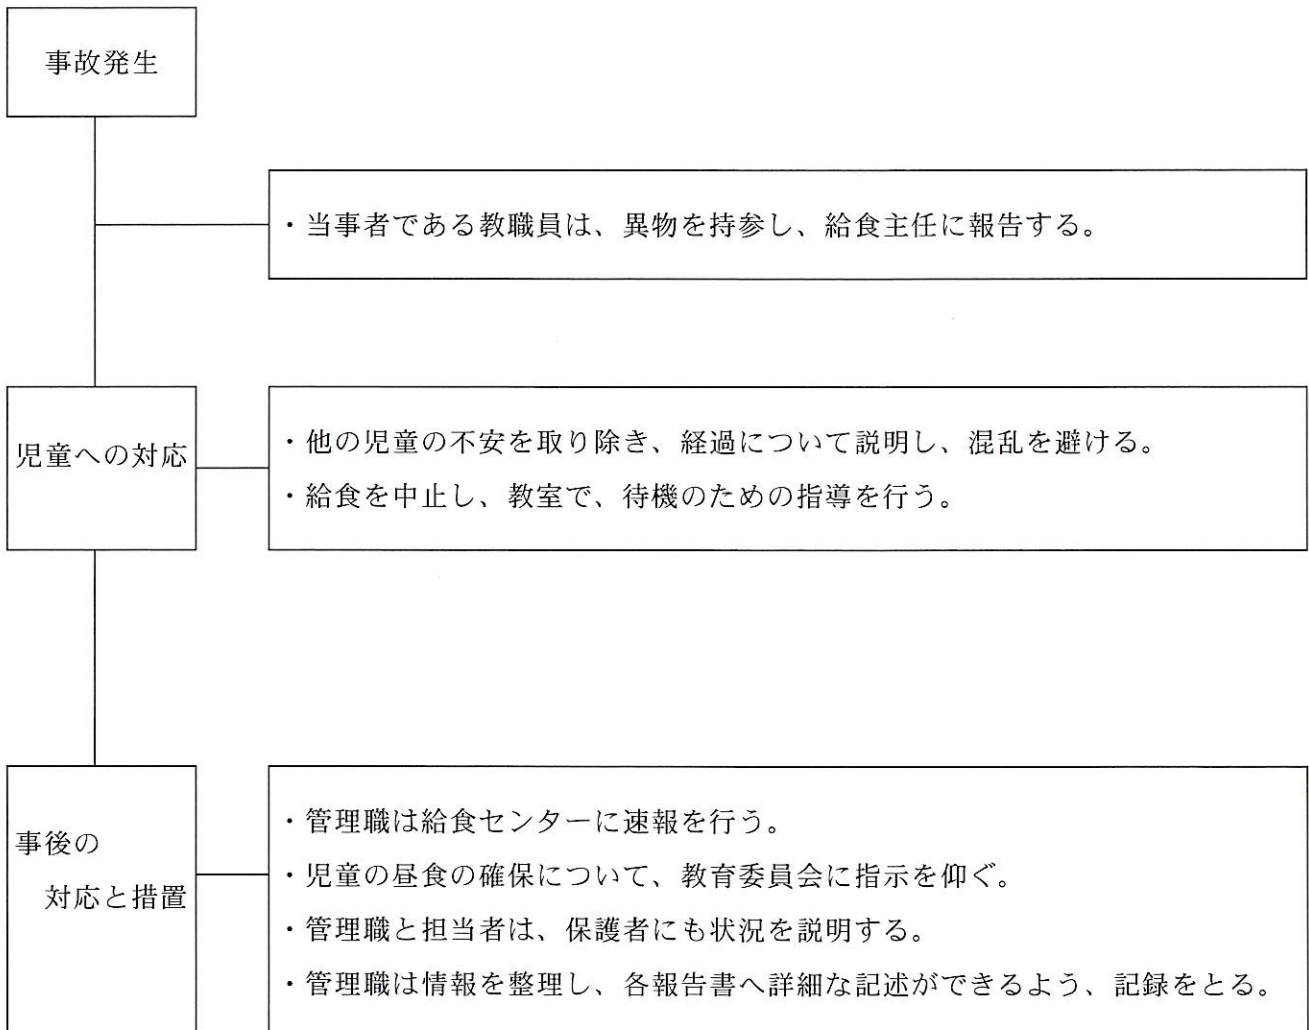 事故発生
・当事者である教職員は、異物を持参し、給食主任に報告する。
児童への対応
・他の児童の不安を取り除き、経過について説明し、混乱を避ける。
・給食を中止し、教室で、待機のための指導を行う。
事後の
対応と措置
・管理職は給食センターに速報を行う。
・児童の昼食の確保について、教育委員会に指示を仰ぐ。
・管理職と担当者は、保護者にも状況を説明する。
・管理職は情報を整理し、各報告書へ詳細な記述ができるよう、記録をとる。